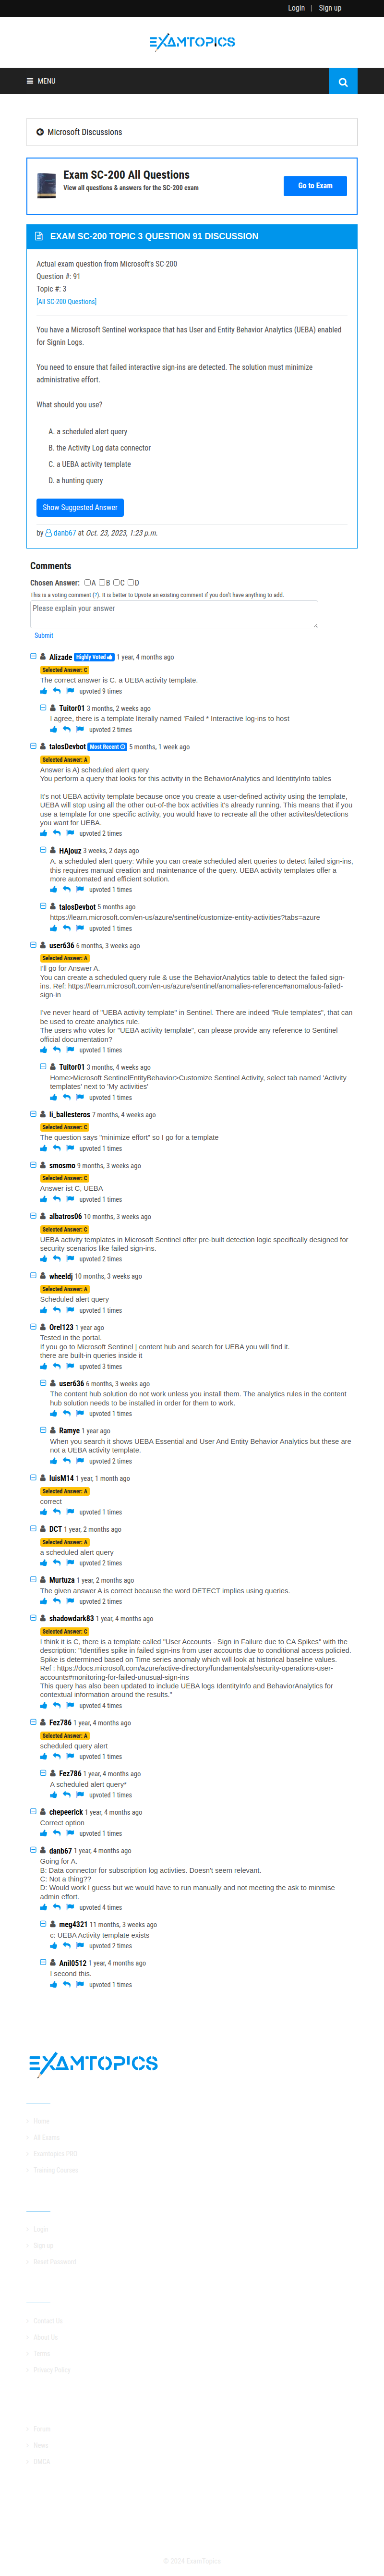 Login | Sign up
EXAMTOPICS
MENU
Microsoft Discussions
Exam SC-200 All Questions
View all questions & answers for the SC-200 exam
Go to Exam
EXAM SC-200 TOPIC 3 QUESTION 91 DISCUSSION
Actual exam question from Microsoft's SC-200
Question #: 91
Topic #: 3
[All SC-200 Questions]
You have a Microsoft Sentinel workspace that has User and Entity Behavior Analytics (UEBA) enabled
for Signin Logs.
You need to ensure that failed interactive sign-ins are detected. The solution must minimize
administrative effort.
What should you use?
A. a scheduled alert query
B. the Activity Log data connector
C. a UEBA activity template
D. a hunting query
Show Suggested Answer
by danb67 at Oct. 23, 2023, 1:23 p.m.
Comments
Chosen Answer: A B C D
This is a voting comment (?). It is better to Upvote an existing comment if you don't have anything to add.
Please explain your answer
Submit
Alizade Highly Voted 1 year, 4 months ago
Selected Answer: C
The correct answer is C. a UEBA activity template.
upvoted 9 times
Tuitor01 3 months, 2 weeks ago
I agree, there is a template literally named 'Failed * Interactive log-ins to host
upvoted 2 times
talosDevbot Most Recent 5 months, 1 week ago
Selected Answer: A
Answer is A) scheduled alert query
You perform a query that looks for this activity in the BehaviorAnalytics and IdentityInfo tables
It's not UEBA activity template because once you create a user-defined activity using the template,
UEBA will stop using all the other out-of-the box activities it's already running. This means that if you
use a template for one specific activity, you would have to recreate all the other activites/detections
you want for UEBA.
upvoted 2 times
HAjouz 3 weeks, 2 days ago
A. a scheduled alert query: While you can create scheduled alert queries to detect failed sign-ins,
this requires manual creation and maintenance of the query. UEBA activity templates offer a
more automated and efficient solution.
upvoted 1 times
talosDevbot 5 months ago
https://learn.microsoft.com/en-us/azure/sentinel/customize-entity-activities?tabs=azure
upvoted 1 times
user636 6 months, 3 weeks ago
Selected Answer: A
I'll go for Answer A.
You can create a scheduled query rule & use the BehaviorAnalytics table to detect the failed sign-
ins. Ref: https://learn.microsoft.com/en-us/azure/sentinel/anomalies-reference#anomalous-failed-
sign-in
I've never heard of "UEBA activity template" in Sentinel. There are indeed "Rule templates", that can
be used to create analytics rule.
The users who votes for "UEBA activity template", can please provide any reference to Sentinel
official documentation?
upvoted 1 times
Tuitor01 3 months, 4 weeks ago
Home>Microsoft SentinelEntityBehavior>Customize Sentinel Activity, select tab named 'Activity
templates' next to 'My activities'
upvoted 1 times
li_ballesteros 7 months, 4 weeks ago
Selected Answer: C
The question says "minimize effort" so I go for a template
upvoted 1 times
smosmo 9 months, 3 weeks ago
Selected Answer: C
Answer ist C, UEBA
upvoted 1 times
albatros06 10 months, 3 weeks ago
Selected Answer: C
UEBA activity templates in Microsoft Sentinel offer pre-built detection logic specifically designed for
security scenarios like failed sign-ins.
upvoted 2 times
wheeldj 10 months, 3 weeks ago
Selected Answer: A
Scheduled alert query
upvoted 1 times
Orel123 1 year ago
Tested in the portal.
If you go to Microsoft Sentinel | content hub and search for UEBA you will find it.
there are built-in queries inside it
upvoted 3 times
user636 6 months, 3 weeks ago
The content hub solution do not work unless you install them. The analytics rules in the content
hub solution needs to be installed in order for them to work.
upvoted 1 times
Ramye 1 year ago
When you search it shows UEBA Essential and User And Entity Behavior Analytics but these are
not a UEBA activity template.
upvoted 2 times
luisM14 1 year, 1 month ago
Selected Answer: A
correct
upvoted 1 times
DCT 1 year, 2 months ago
Selected Answer: A
a scheduled alert query
upvoted 2 times
Murtuza 1 year, 2 months ago
The given answer A is correct because the word DETECT implies using queries.
upvoted 2 times
shadowdark83 1 year, 4 months ago
Selected Answer: C
I think it is C, there is a template called "User Accounts - Sign in Failure due to CA Spikes" with the
description: "Identifies spike in failed sign-ins from user accounts due to conditional access policied.
Spike is determined based on Time series anomaly which will look at historical baseline values.
Ref : https://docs.microsoft.com/azure/active-directory/fundamentals/security-operations-user-
accounts#monitoring-for-failed-unusual-sign-ins
This query has also been updated to include UEBA logs IdentityInfo and BehaviorAnalytics for
contextual information around the results."
upvoted 4 times
Fez786 1 year, 4 months ago
Selected Answer: A
scheduled query alert
upvoted 1 times
Fez786 1 year, 4 months ago
A scheduled alert query*
upvoted 1 times
chepeerick 1 year, 4 months ago
Correct option
upvoted 1 times
danb67 1 year, 4 months ago
Going for A.
B: Data connector for subscription log activties. Doesn't seem relevant.
C: Not a thing??
D: Would work I guess but we would have to run manually and not meeting the ask to minmise
admin effort.
upvoted 4 times
meg4321 11 months, 3 weeks ago
c: UEBA Activity template exists
upvoted 2 times
Anil0512 1 year, 4 months ago
I second this.
upvoted 1 times
EXAMTOPICS
Home
All Exams
Examtopics PRO
Training Courses
Login
Sign up
Reset Password
Contact Us
About Us
Terms
Privacy Policy
Forum
News
DMCA
© 2024 ExamTopics